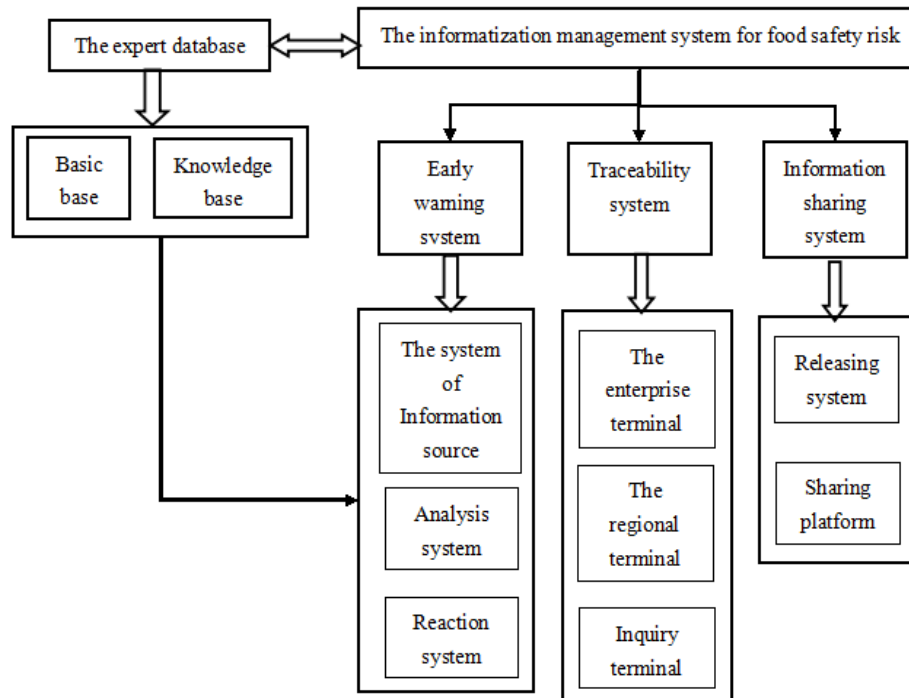 The expert database
The informatization management system for food safety risk
Basic
base
Knowledge
base
Early
waming
svstem
Traceability
system
Information
sharing
system
The system
of
Information
source
Analysis
system
Reaction
system
The
enterprise
terminal
The
regional
terminal
Inquiry
terminal
Releasing
system
Sharing
platform